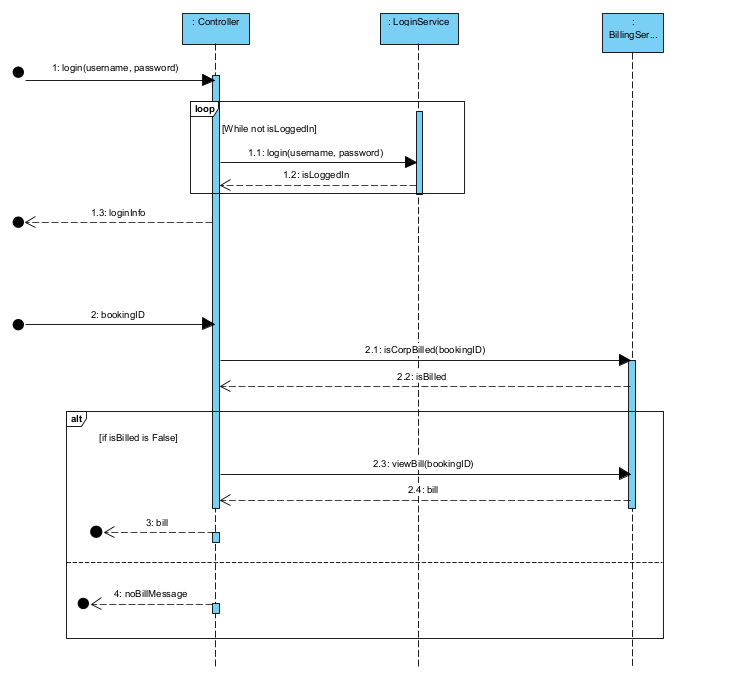 : Controller
: LoginService
:
BillingSer...
1: login(username, password)
loop
[While not isLoggedIn]
1.1: login(username, password)
1.2: isLoggedIn
1.3: loginInfo
2: bookingID
2.1: isCorpBilled(bookingID)
2.2: isBilled
alt
[if isBilled is False]
2.3: viewBill(bookingID)
2.4: bill
3: bill
4: noBillMessage